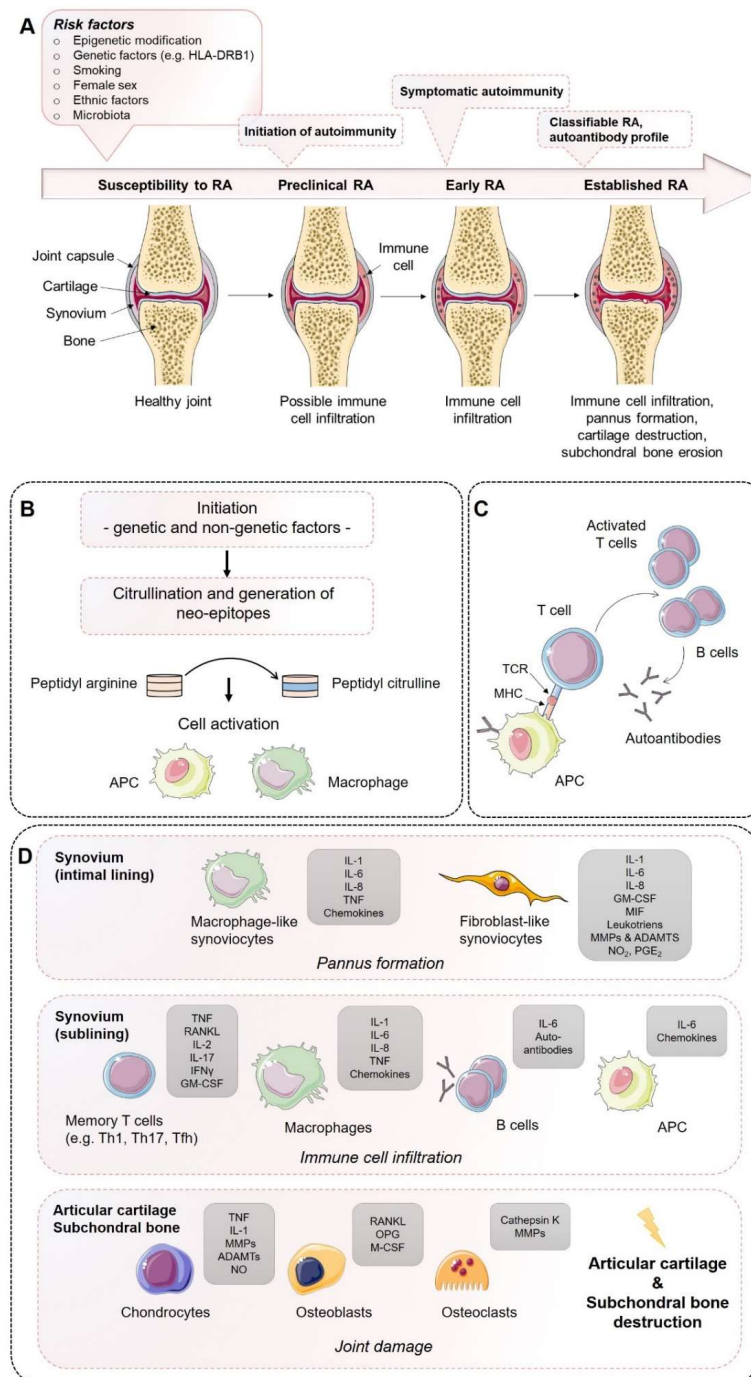 A
Risk factors
o Epigenetic modification
o Genetic factors (e.g. HLA-DRB1)
o Smoking
o Female sex
o Ethnic factors
o Microbiota
Initiation of autoimmunity
Symptomatic autoimmunity
Classifiable RA,
autoantibody profile
Susceptibility to RA
Preclinical RA
Early RA
Established RA
Joint capsule
Cartilage
Synovium
Bone
Immune
cell
Healthy joint
Possible immune
cell infiltration
Immune cell
infiltration
Immune cell infiltration,
pannus formation,
cartilage destruction,
subchondral bone erosion
B
Initiation
- genetic and non-genetic factors -
Citrullination and generation of
neo-epitopes
Peptidyl arginine
Peptidyl citrulline
Cell activation
APC
Macrophage
C
Activated
T cells
T cell
B cells
TCR
MHC
Autoantibodies
APC
D
Synovium
(intimal lining)
Macrophage-like
synoviocytes
IL-1
IL-6
IL-8
TNF
Chemokines
Fibroblast-like
synoviocytes
IL-1
IL-6
IL-8
GM-CSF
MIF
Leukotriens
MMPs & ADAMTS
NO₂, PGE₂
Pannus formation
Synovium
(sublining)
TNF
RANKL
IL-2
IL-17
IFNγ
GM-CSF
Memory T cells
(e.g. Th1, Th17, Tfh)
IL-1
IL-6
IL-8
TNF
Chemokines
Macrophages
IL-6
Auto-
antibodies
B cells
IL-6
Chemokines
APC
Immune cell infiltration
Articular cartilage
Subchondral bone
TNF
IL-1
MMPs
ADAMTs
NO
Chondrocytes
RANKL
OPG
M-CSF
Osteoblasts
Cathepsin K
MMPs
Osteoclasts
Articular cartilage
&
Subchondral bone
destruction
Joint damage